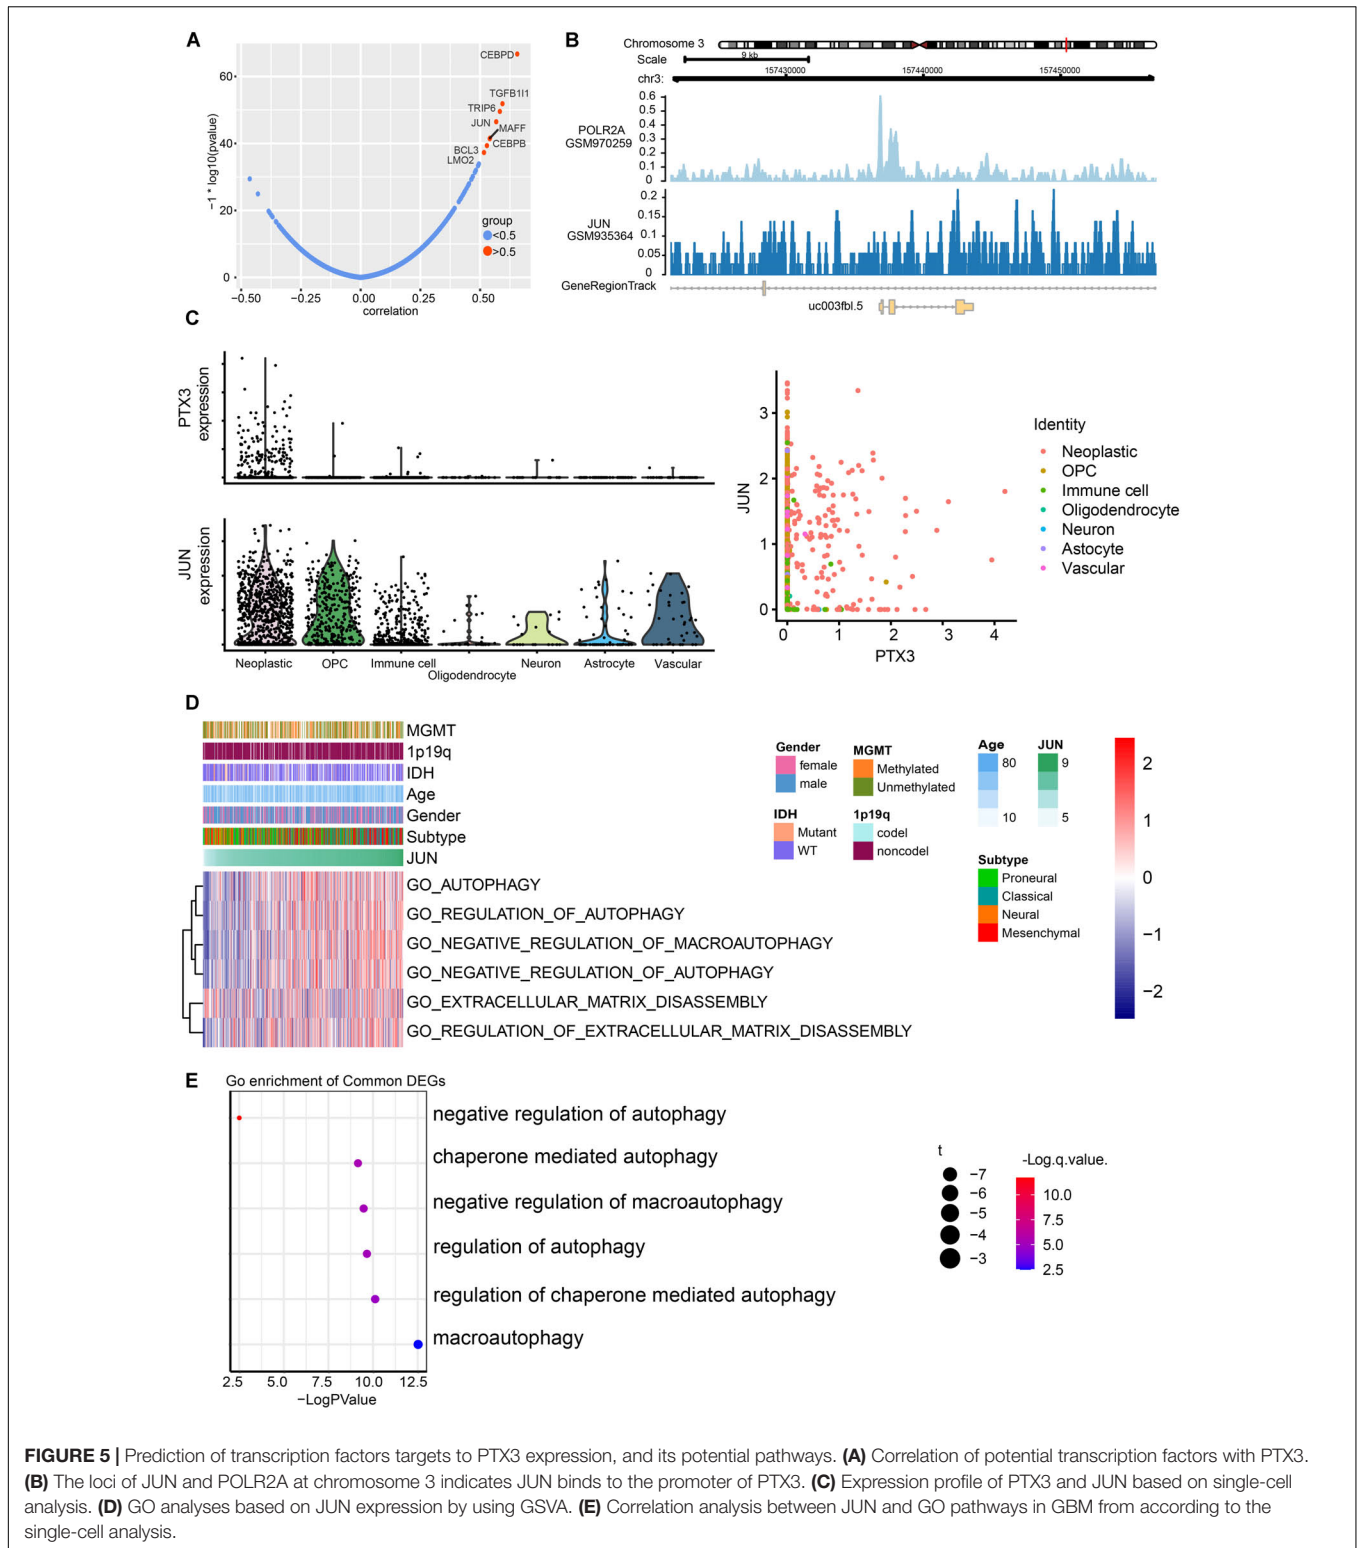 A
−1* log10(pvalue)
60
40
20
0
CEBPD
TGFB1I1
TRIP6
JUN
MAFF
BCL3
CEBPB
LMO2
group
<0.5
>0.5
−0.50
−0.25
0.00
0.25
0.50
correlation
B
Chromosome 3
Scale
9 kb
chr3:
157430000
157440000
157450000
POLR2A
GSM970259
0.6
0.5
0.4
0.3
0.2
0.1
0
JUN
GSM935364
0.2
0.15
0.1
0.05
0
GeneRegionTrack
uc003fbl.5
C
PTX3
expression
JUN
expression
Neoplastic
OPC
Immune cell
Oligodendrocyte
Neuron
Astrocyte
Vascular
JUN
3
2
1
0
0
1
2
3
4
PTX3
Identity
Neoplastic
OPC
Immune cell
Oligodendrocyte
Neuron
Astocyte
Vascular
D
MGMT
1p19q
IDH
Age
Gender
Subtype
JUN
GO_AUTOPHAGY
GO_REGULATION_OF_AUTOPHAGY
GO_NEGATIVE_REGULATION_OF_MACROAUTOPHAGY
GO_NEGATIVE_REGULATION_OF_AUTOPHAGY
GO_EXTRACELLULAR_MATRIX_DISASSEMBLY
GO_REGULATION_OF_EXTRACELLULAR_MATRIX_DISASSEMBLY
Gender
female
male
MGMT
Methylated
Unmethylated
IDH
Mutant
WT
1p19q
codel
noncodel
Age
80
10
JUN
9
5
Subtype
Proneural
Classical
Neural
Mesenchymal
2
1
0
−1
−2
E
Go enrichment of Common DEGs
negative regulation of autophagy
chaperone mediated autophagy
negative regulation of macroautophagy
regulation of autophagy
regulation of chaperone mediated autophagy
macroautophagy
2.5
5.0
7.5
10.0
12.5
−LogPValue
t
−7
−6
−5
−4
−3
-Log.q.value.
10.0
7.5
5.0
2.5
FIGURE 5 | Prediction of transcription factors targets to PTX3 expression, and its potential pathways. (A) Correlation of potential transcription factors with PTX3.
(B) The loci of JUN and POLR2A at chromosome 3 indicates JUN binds to the promoter of PTX3. (C) Expression profile of PTX3 and JUN based on single-cell
analysis. (D) GO analyses based on JUN expression by using GSVA. (E) Correlation analysis between JUN and GO pathways in GBM from according to the
single-cell analysis.